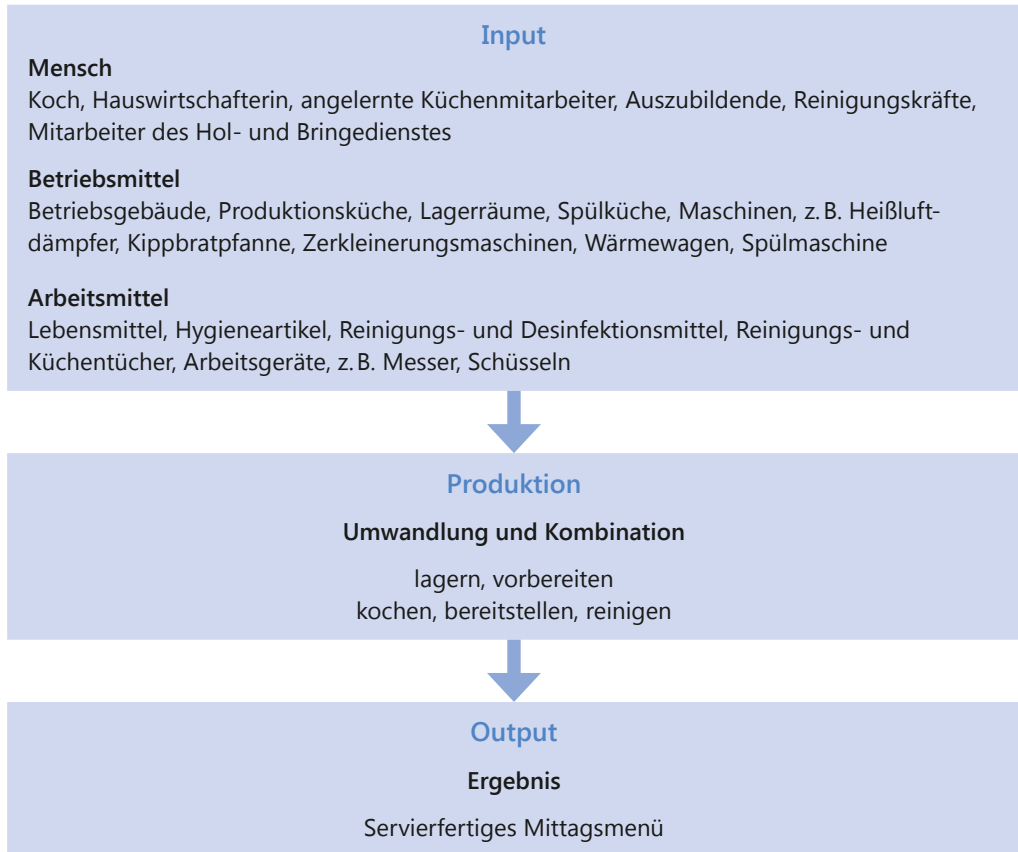 Input
Mensch
Koch, Hauswirtschafterin, angelernte Küchenmitarbeiter, Auszubildende, Reinigungskräfte,
Mitarbeiter des Hol- und Bringedienstes
Betriebsmittel
Betriebsgebäude, Produktionsküche, Lagerräume, Spülküche, Maschinen, z. B. Heißluft-
dämpfer, Kippbratpfanne, Zerkleinerungsmaschinen, Wärmewagen, Spülmaschine
Arbeitsmittel
Lebensmittel, Hygieneartikel, Reinigungs- und Desinfektionsmittel, Reinigungs- und
Küchentücher, Arbeitsgeräte, z. B. Messer, Schüsseln
Produktion
Umwandlung und Kombination
lagern, vorbereiten
kochen, bereitstellen, reinigen
Output
Ergebnis
Servierfertiges Mittagsmenü